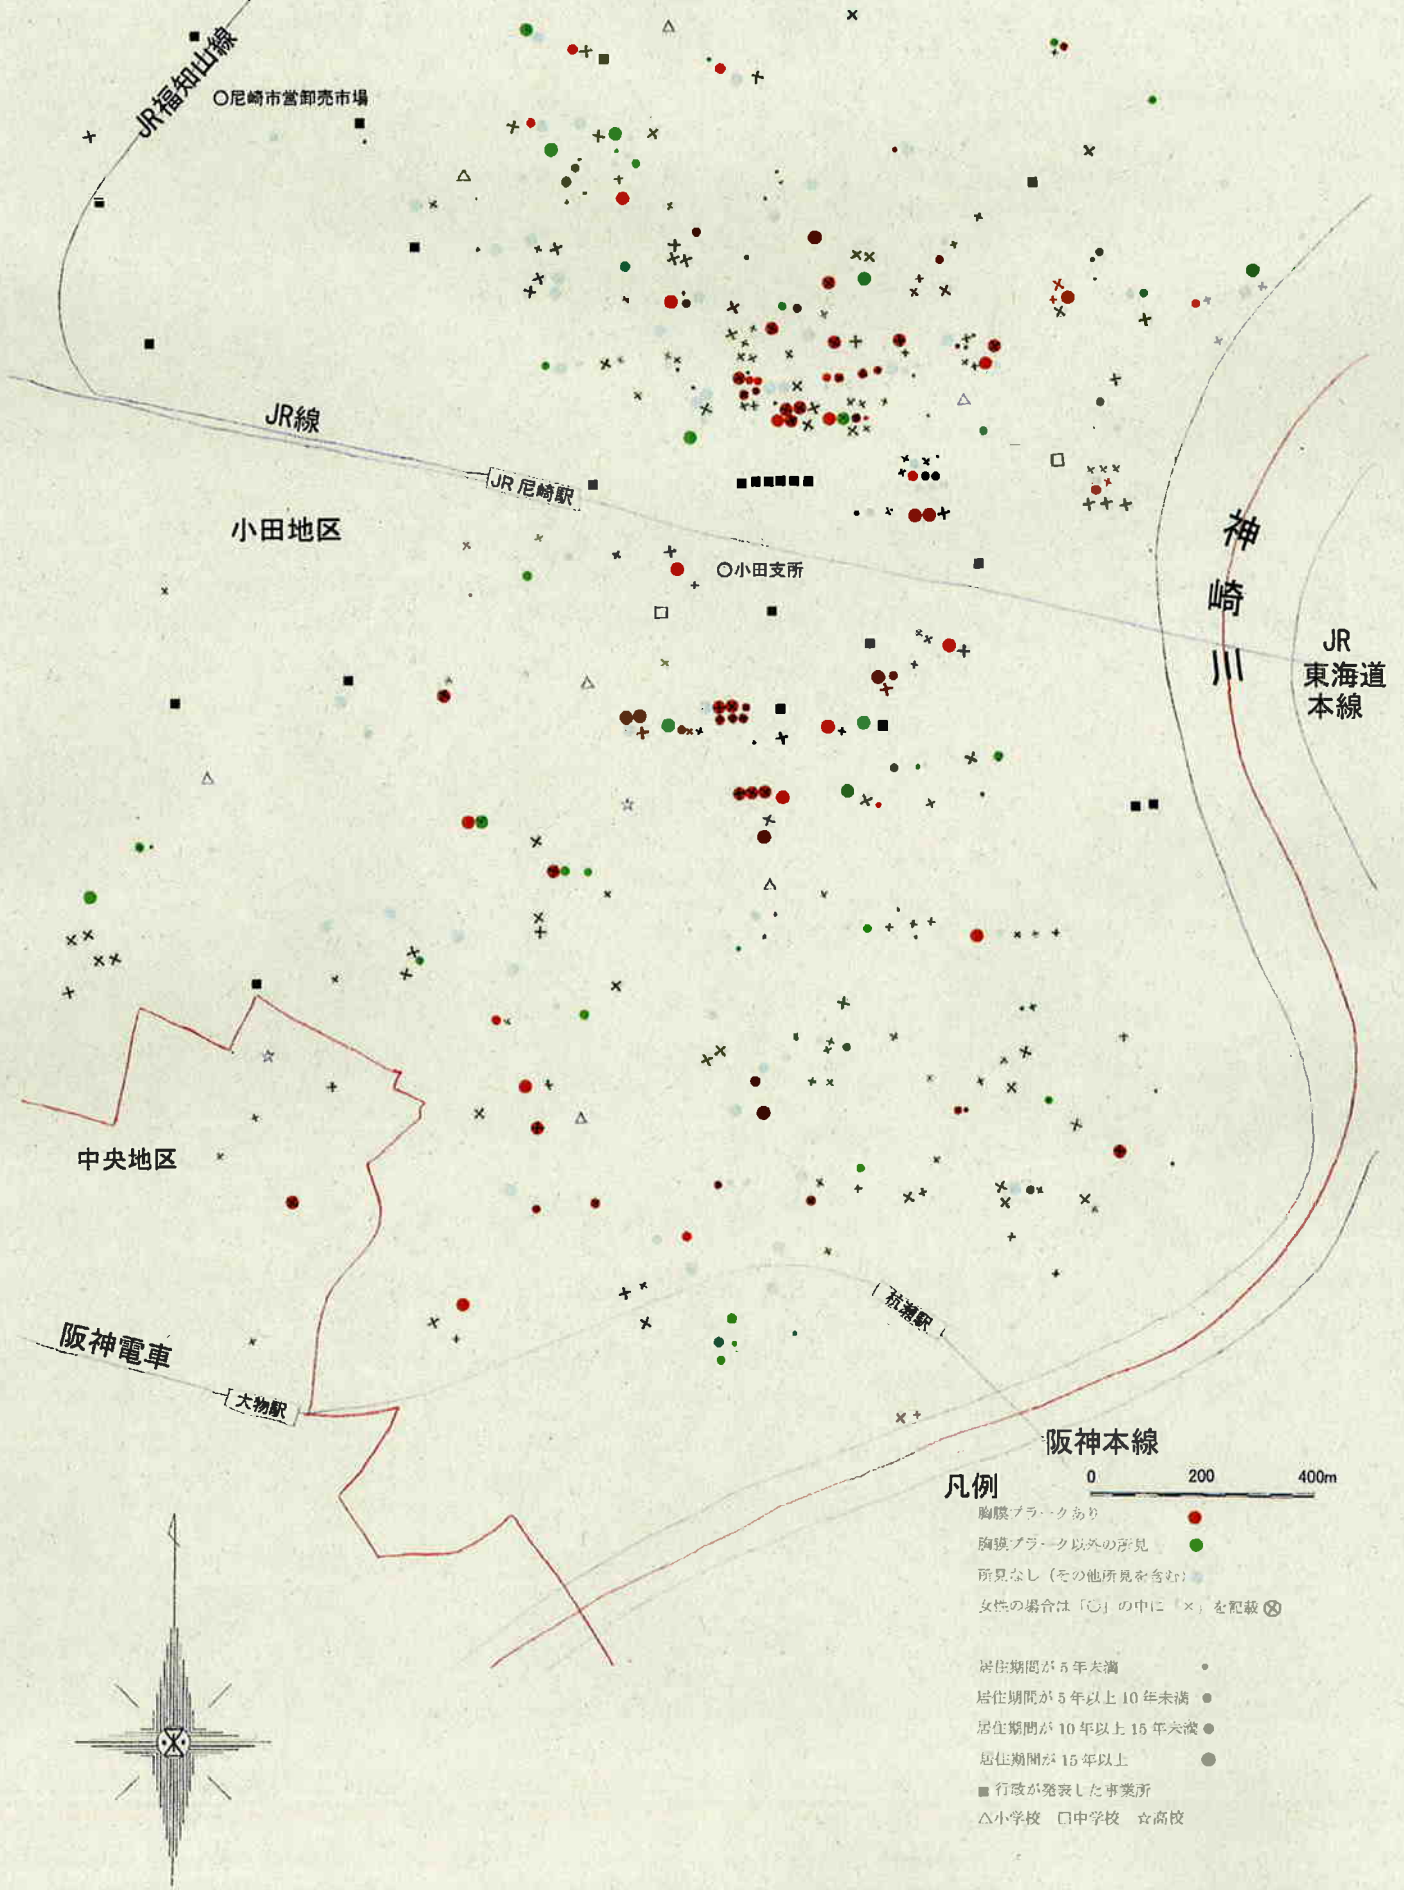 JR福知山線
○尼崎市営卸売市場
JR線
JR尼崎駅
小田地区
○小田支所
神崎川
JR
東海道
本線
中央地区
阪神電車
大物駅
杭瀬駅
阪神本線
凡例
0 200 400m
胸膜プラークあり
胸膜プラーク以外の所見
所見なし（その他所見を含む）
女性の場合は「○」の中に「×」を記載
居住期間が5年未満
居住期間が5年以上10年未満
居住期間が10年以上15年未満
居住期間が15年以上
■行政が発表した事業所
△小学校 □中学校 ☆高校